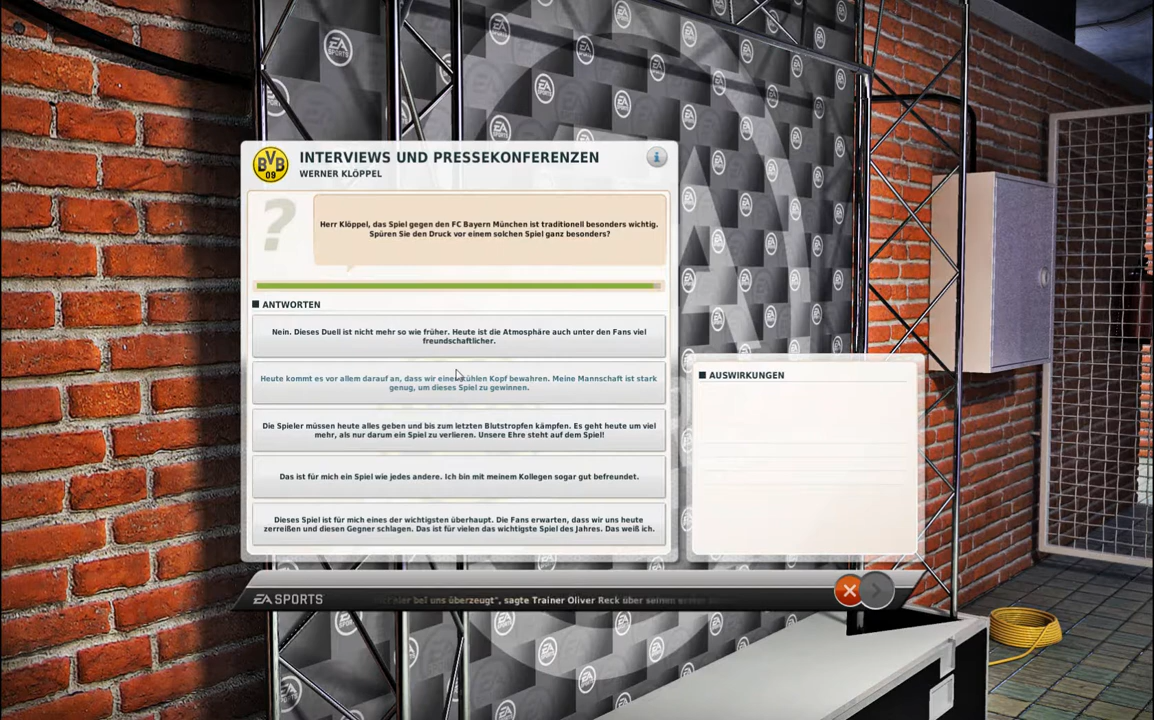 INTERVIEWS UND PRESSEKONFERENZEN
WERNER KLÖPPEL
BVB
09
i
?
Herr Klöppel, das Spiel gegen den FC Bayern München ist traditionell besonders wichtig.
Spüren Sie den Druck vor einem solchen Spiel ganz besonders?
ANTWORTEN
Nein. Dieses Duell ist nicht mehr so wie früher. Heute ist die Atmosphäre auch unter den Fans viel
freundschaftlicher.
Heute kommt es vor allem darauf an, dass wir einen kühlen Kopf bewahren. Meine Mannschaft ist stark
genug, um dieses Spiel zu gewinnen.
Die Spieler müssen heute alles geben und bis zum letzten Blutstropfen kämpfen. Es geht heute um viel
mehr, als nur darum ein Spiel zu verlieren. Unsere Ehre steht auf dem Spiel!
Das ist für mich ein Spiel wie jedes andere. Ich bin mit meinem Kollegen sogar gut befreundet.
Dieses Spiel ist für mich eines der wichtigsten überhaupt. Die Fans erwarten, dass wir uns heute
zerreißen und diesen Gegner schlagen. Das ist für vielen das wichtigste Spiel des Jahres. Das weiß ich.
AUSWIRKUNGEN
EA SPORTS
hier bei uns überzeugt", sagte Trainer Oliver Reck über seinen ersten